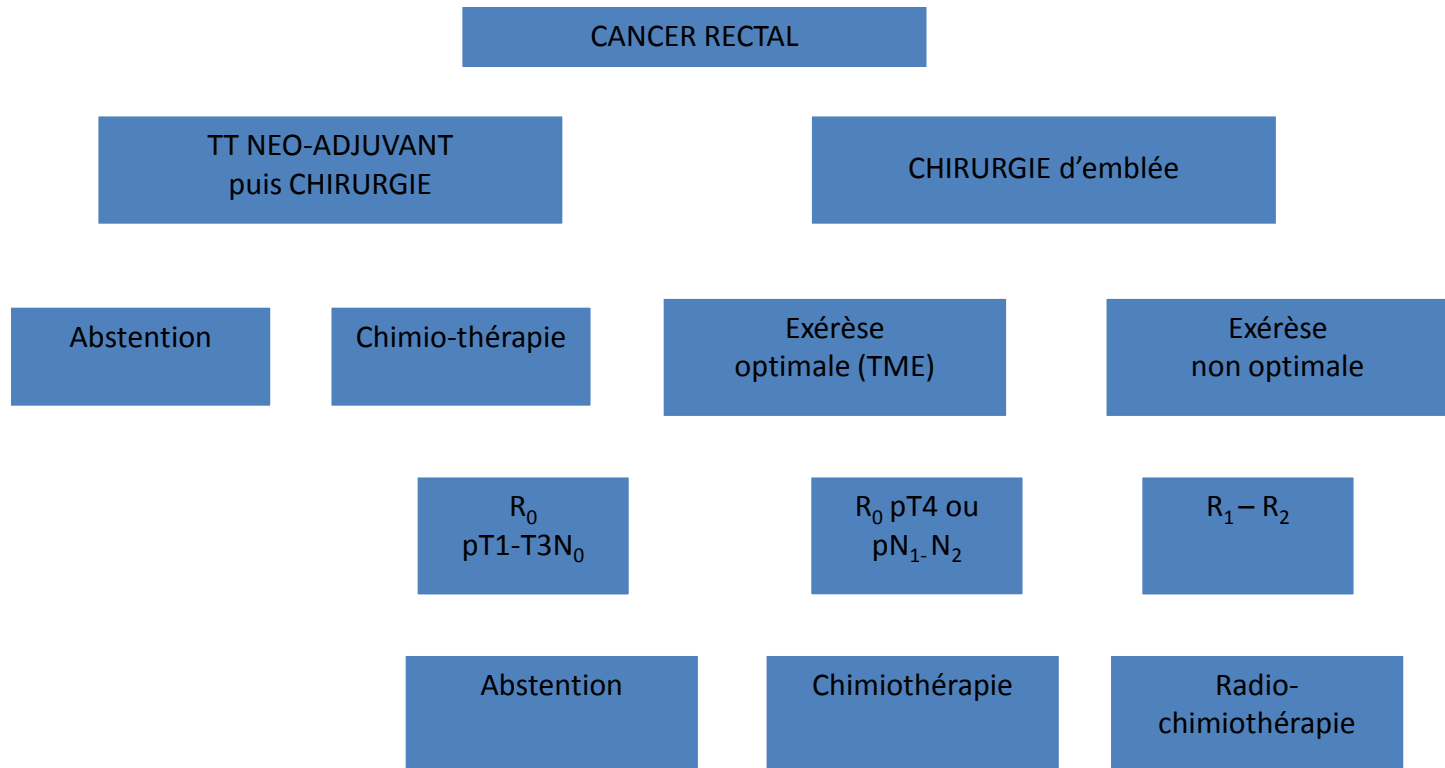 CANCER RECTAL
TT NEO-ADJUVANT
puis CHIRURGIE
CHIRURGIE d’emblée
Abstention
Chimio-thérapie
Exérèse
optimale (TME)
Exérèse
non optimale
R₀
pT1-T3N₀
R₀ pT4 ou
pN₁₋ N₂
R₁ – R₂
Abstention
Chimiothérapie
Radio-
chimiothérapie